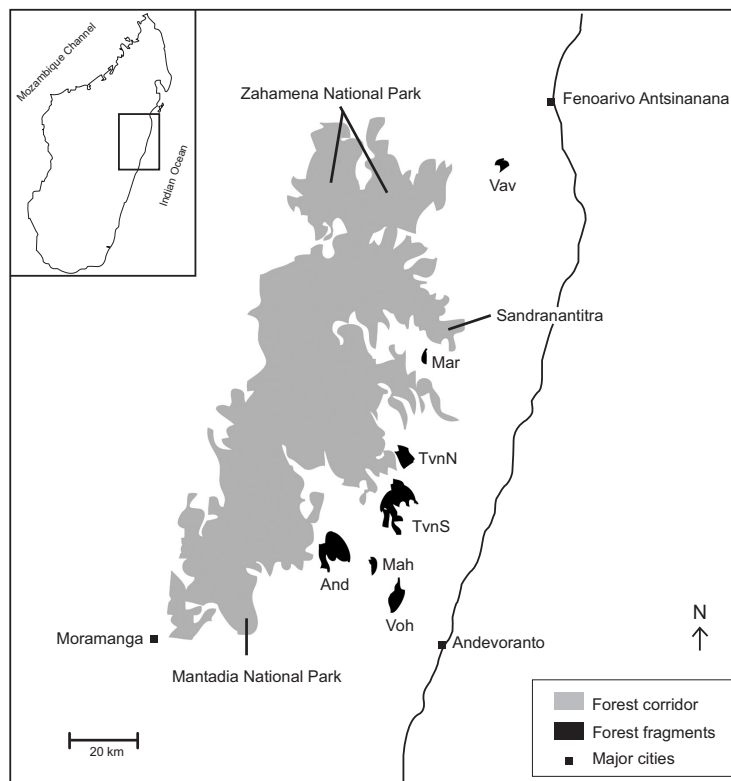 Mozambique Channel
Indian Ocean
Zahamena National Park
Fenoarivo Antsinanana
Vav
Sandranantitra
Mar
TvnN
TvnS
And
Mah
Voh
Moramanga
Mantadia National Park
Andevoranto
N
20 km
Forest corridor
Forest fragments
Major cities